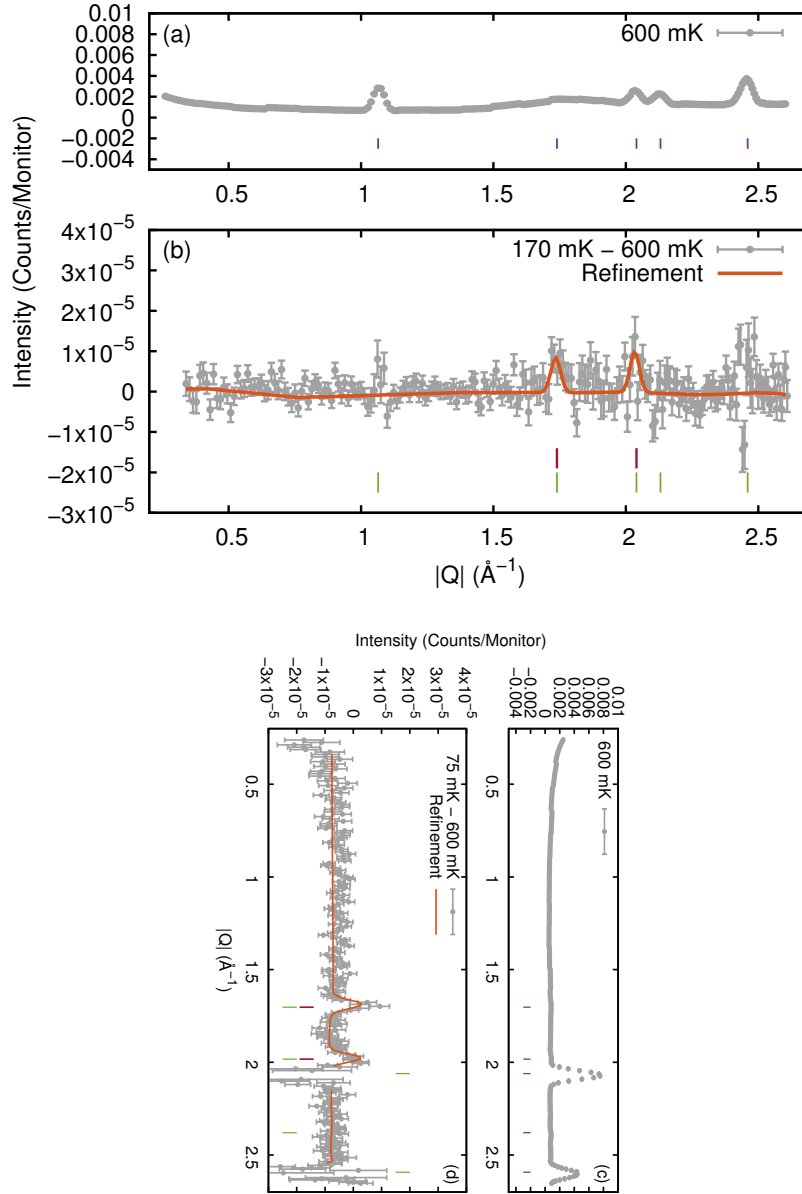 (a)
600 mK
0.01
0.008
0.006
0.004
0.002
0
−0.002
−0.004
0.5
1
1.5
2
2.5
Intensity (Counts/Monitor)
(b)
170 mK − 600 mK
Refinement
4x10⁻⁵
3x10⁻⁵
2x10⁻⁵
1x10⁻⁵
0
−1x10⁻⁵
−2x10⁻⁵
−3x10⁻⁵
0.5
1
1.5
2
2.5
|Q| (Å⁻¹)
(c)
600 mK
0.01
0.008
0.006
0.004
0.002
0
−0.002
−0.004
0.5
1
1.5
2
2.5
Intensity (Counts/Monitor)
(d)
75 mK − 600 mK
Refinement
4x10⁻⁵
3x10⁻⁵
2x10⁻⁵
1x10⁻⁵
0
−1x10⁻⁵
−2x10⁻⁵
−3x10⁻⁵
|Q| (Å⁻¹)